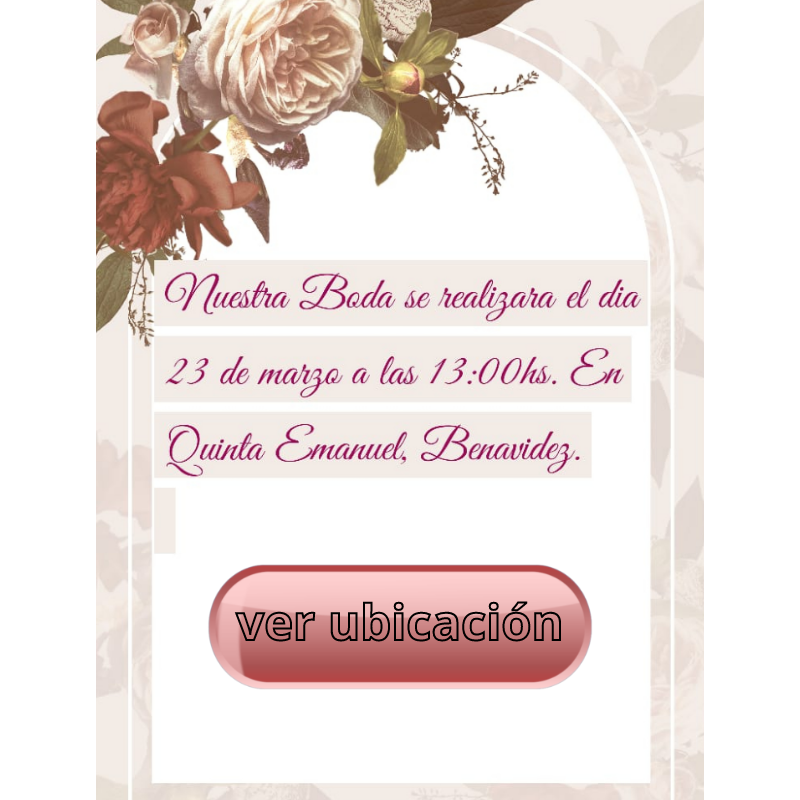 Nuestra Boda se realizara el dia
23 de marzo a las 13:00hs. En
Quinta Emanuel, Benavidez.
ver ubicación